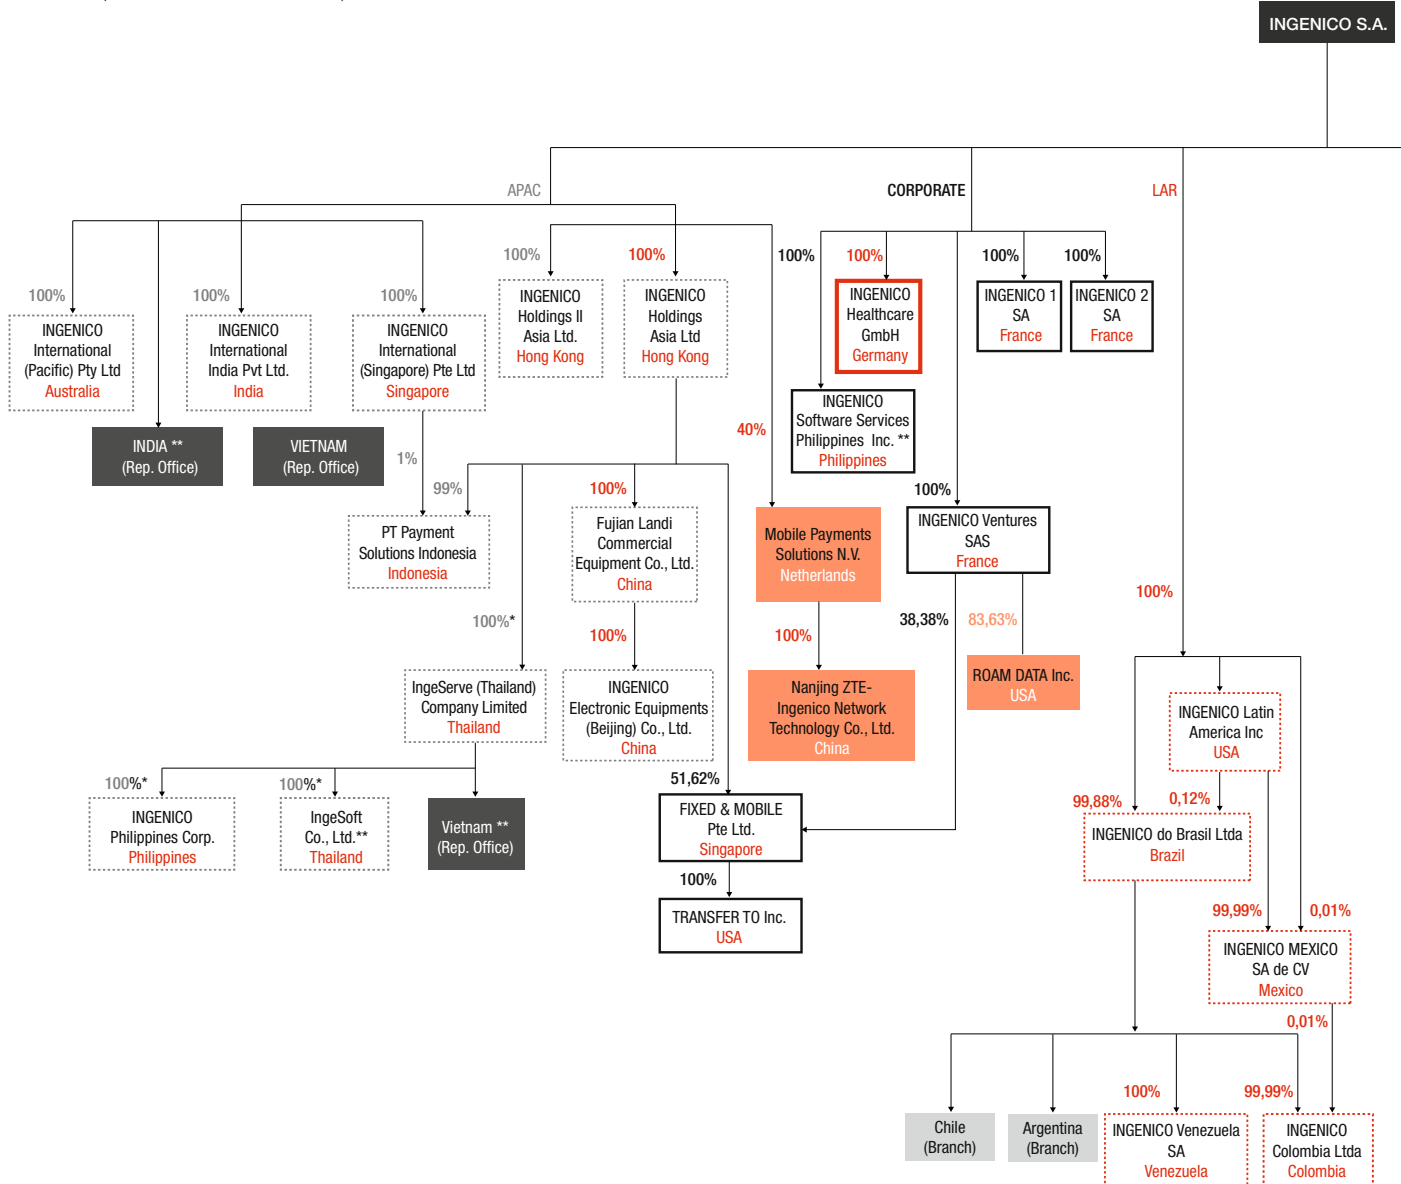 INGENICO S.A.
APAC
CORPORATE
LAR
100%
100%
100%
100%
100%
100%
100%
100%
100%
100%
INGENICO
International
(Pacific) Pty Ltd
Australia
INGENICO
International
India Pvt Ltd.
India
INGENICO
International
(Singapore) Pte Ltd
Singapore
INGENICO
Holdings II
Asia Ltd.
Hong Kong
INGENICO
Holdings
Asia Ltd
Hong Kong
INGENICO
Healthcare
GmbH
Germany
INGENICO 1
SA
France
INGENICO 2
SA
France
INGENICO
Software Services
Philippines Inc. **
Philippines
INDIA **
(Rep. Office)
VIETNAM
(Rep. Office)
1%
99%
100%
40%
100%
PT Payment
Solutions Indonesia
Indonesia
Fujian Landi
Commercial
Equipment Co., Ltd.
China
Mobile Payments
Solutions N.V.
Netherlands
INGENICO Ventures
SAS
France
100%
100%*
100%
100%
38,38%
83,63%
IngeServe (Thailand)
Company Limited
Thailand
INGENICO
Electronic Equipments
(Beijing) Co., Ltd.
China
Nanjing ZTE-
Ingenico Network
Technology Co., Ltd.
China
ROAM DATA Inc.
USA
INGENICO Latin
America Inc
USA
100%*
100%*
51,62%
99,88%
0,12%
INGENICO
Philippines Corp.
Philippines
IngeSoft
Co., Ltd.**
Thailand
Vietnam **
(Rep. Office)
FIXED & MOBILE
Pte Ltd.
Singapore
INGENICO do Brasil Ltda
Brazil
100%
TRANSFER TO Inc.
USA
99,99%
0,01%
INGENICO MEXICO
SA de CV
Mexico
0,01%
100%
99,99%
Chile
(Branch)
Argentina
(Branch)
INGENICO Venezuela
SA
Venezuela
INGENICO
Colombia Ltda
Colombia